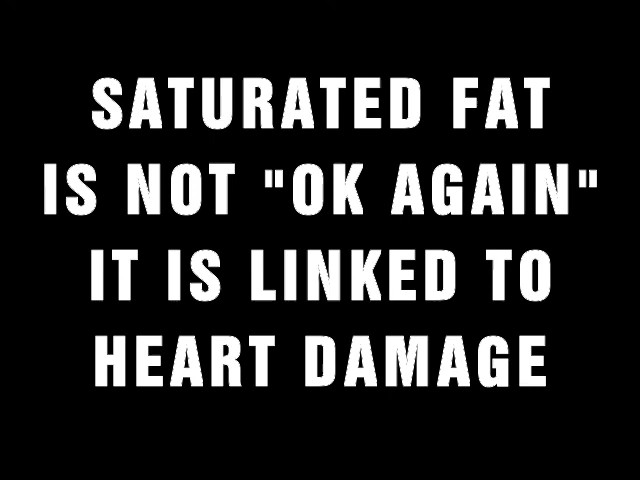 SATURATED FAT
IS NOT "OK AGAIN"
IT IS LINKED TO
HEART DAMAGE